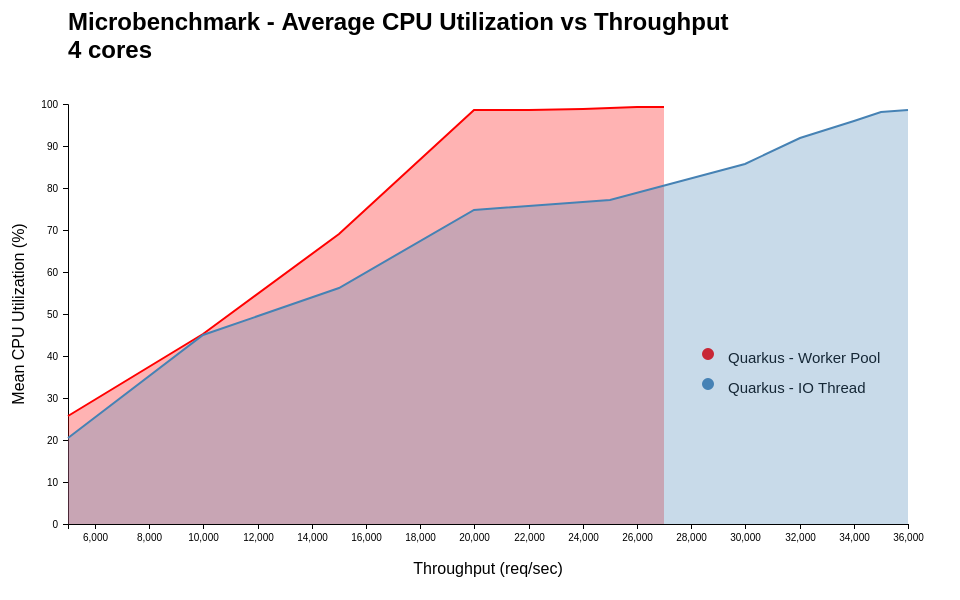 Microbenchmark - Average CPU Utilization vs Throughput
4 cores
Mean CPU Utilization (%)
100
90
80
70
60
50
40
30
20
10
0
Quarkus - Worker Pool
Quarkus - IO Thread
6,000 8,000 10,000 12,000 14,000 16,000 18,000 20,000 22,000 24,000 26,000 28,000 30,000 32,000 34,000 36,000
Throughput (req/sec)